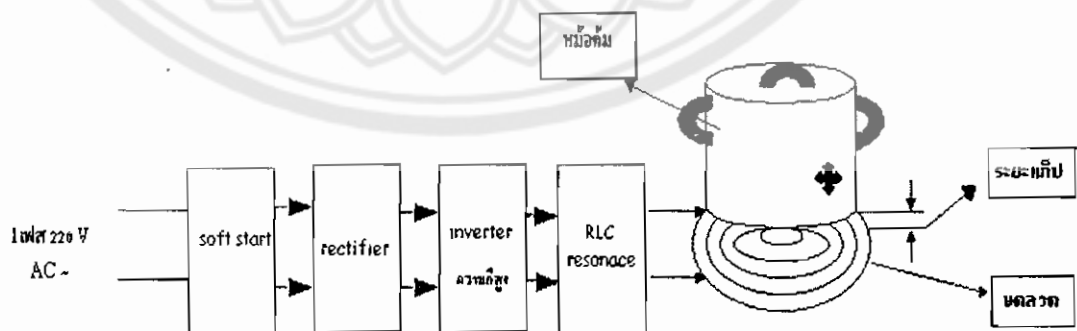 หม้อต้ม
ระยะแก๊ป
1เฟส 220 V
AC ~
soft start
rectifier
inverter
ความถี่สูง
RLC
resonace
ขดลวด